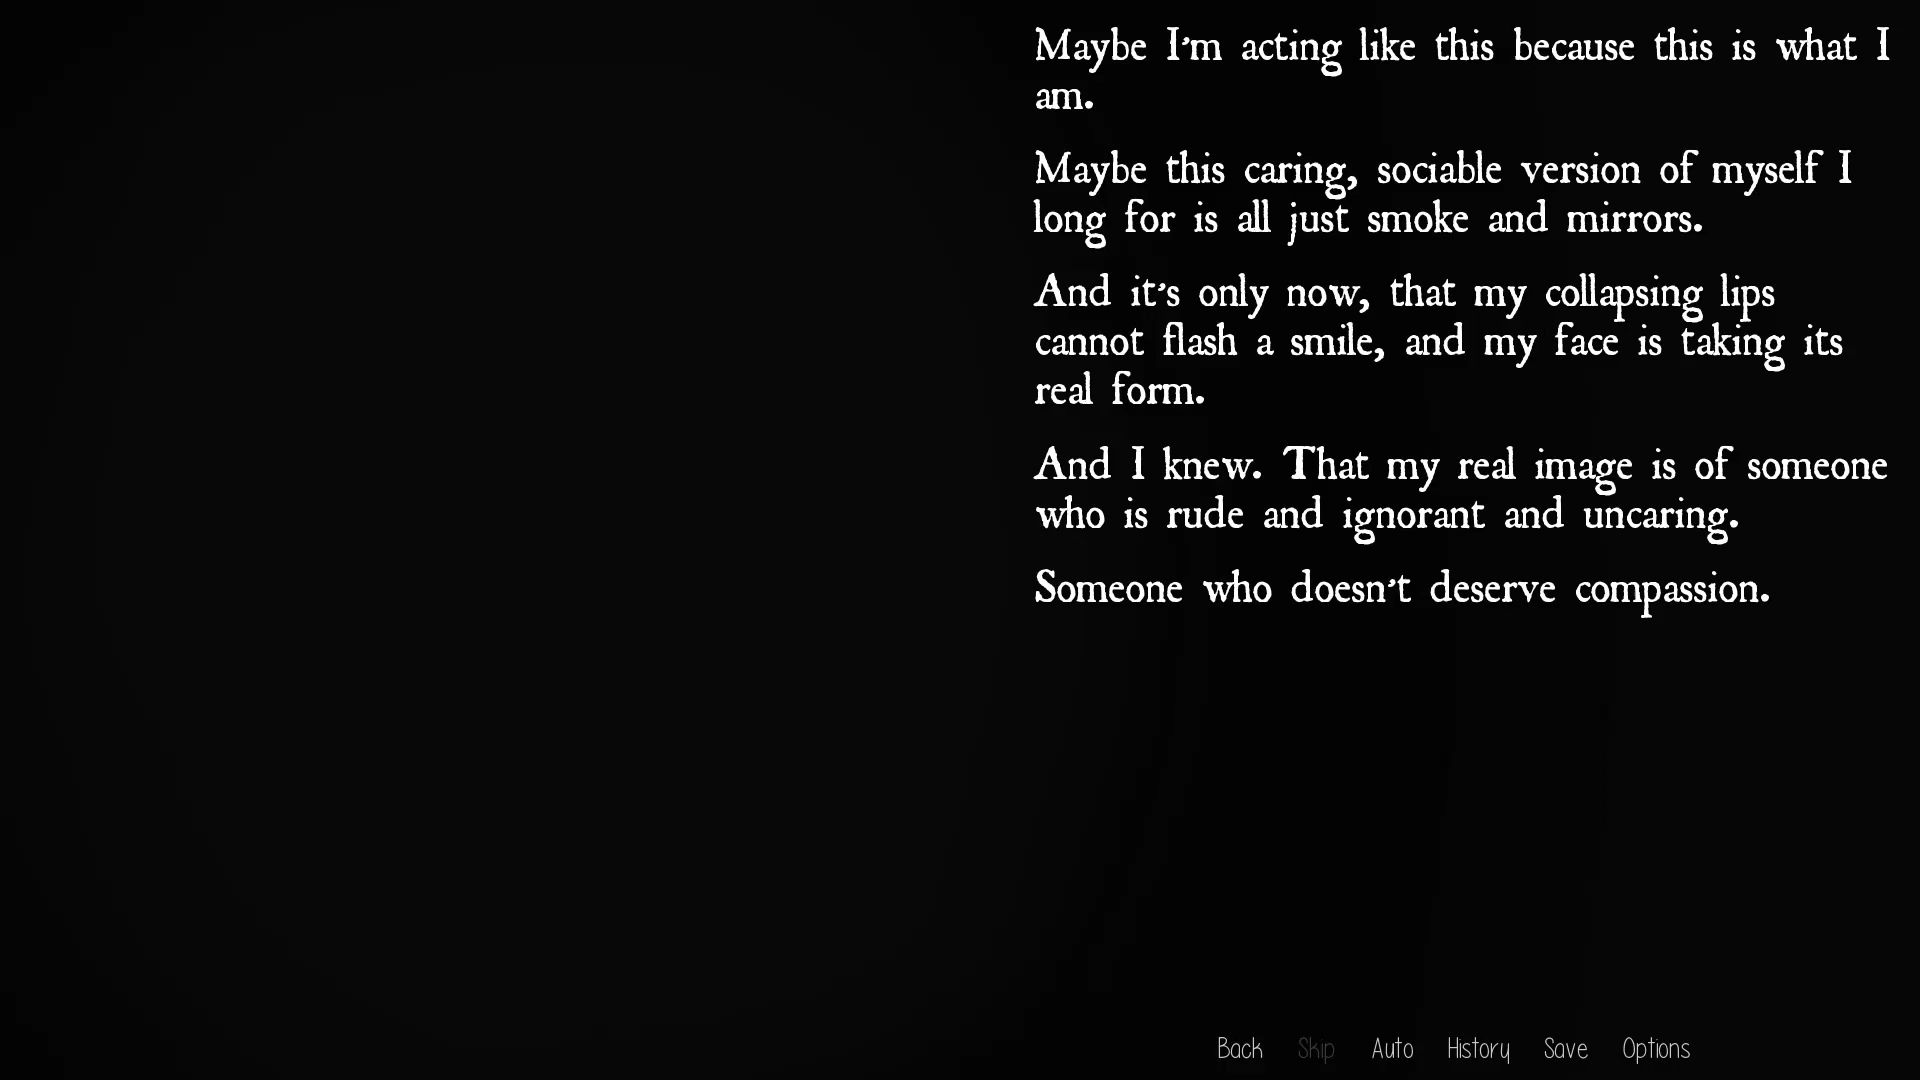 Maybe I'm acting like this because this is what I
am.
Maybe this caring, sociable version of myself I
long for is all just smoke and mirrors.
And it's only now, that my collapsing lips
cannot flash a smile, and my face is taking its
real form.
And I knew. That my real image is of someone
who is rude and ignorant and uncaring.
Someone who doesn't deserve compassion.
Back Skip Auto History Save Options